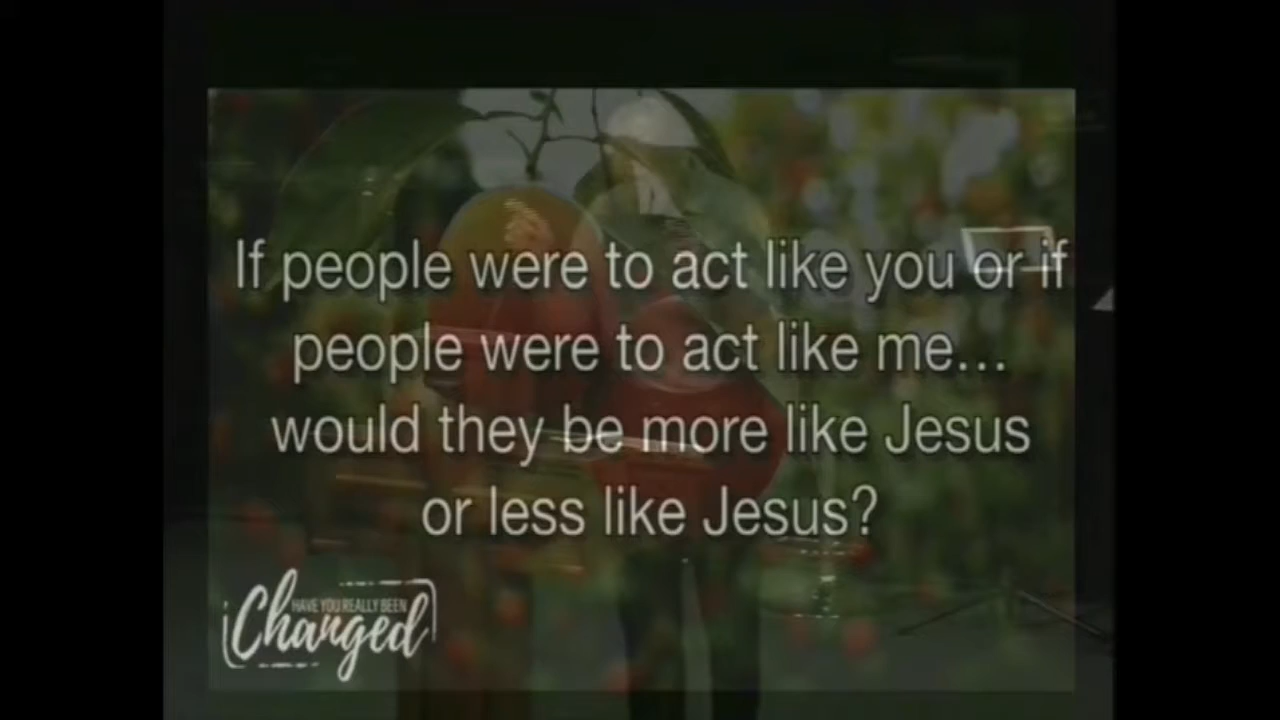 If people were to act like you or if
people were to act like me...
would they be more like Jesus
or less like Jesus?
HAVE YOU REALLY BEEN
Changed